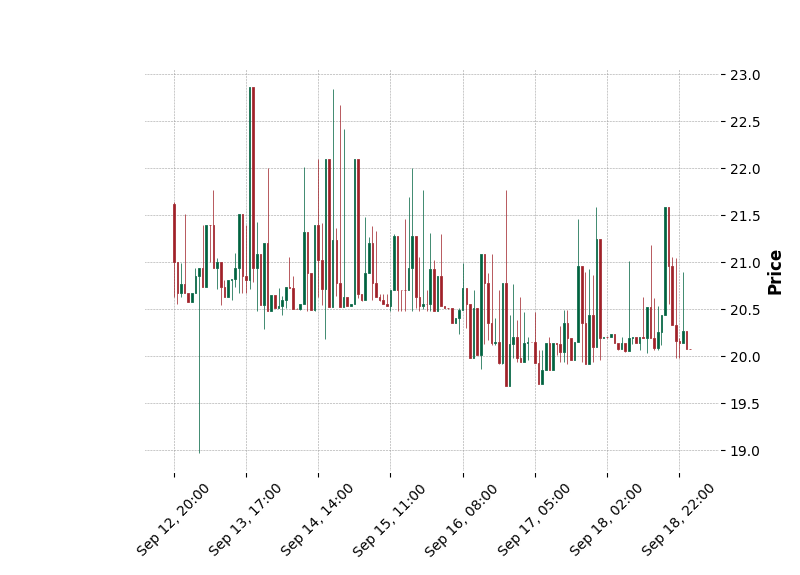 23.0
22.5
22.0
21.5
21.0
20.5
20.0
19.5
19.0
Price
Sep 12, 20:00
Sep 13, 17:00
Sep 14, 14:00
Sep 15, 11:00
Sep 16, 08:00
Sep 17, 05:00
Sep 18, 02:00
Sep 18, 22:00